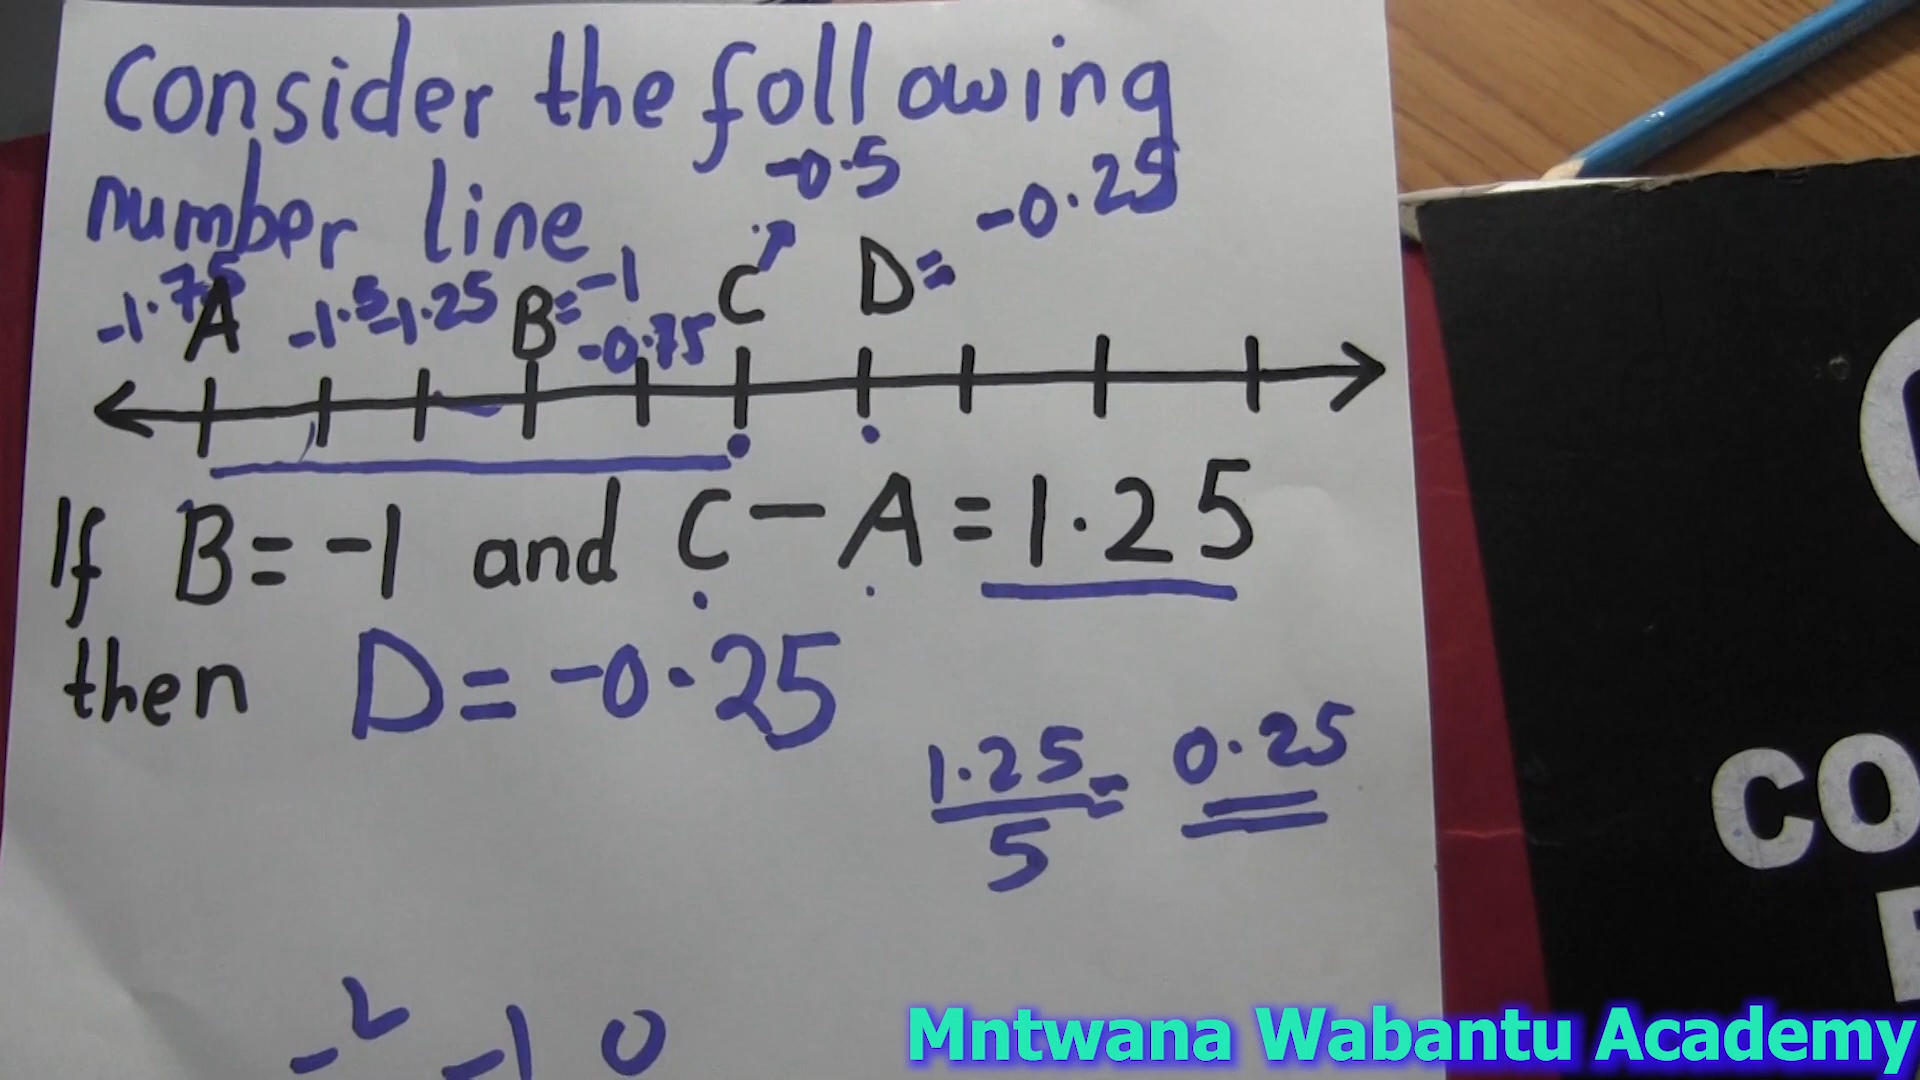 Consider the following
number line
-0.5
-0.25
-1.75 A -1.5 -1.25 B=-1 -0.75 C D=
If B=-1 and C-A=1.25
then D=-0.25
1.25/5 = 0.25
-2 -1 0
CO
Mntwana Wabantu Academy